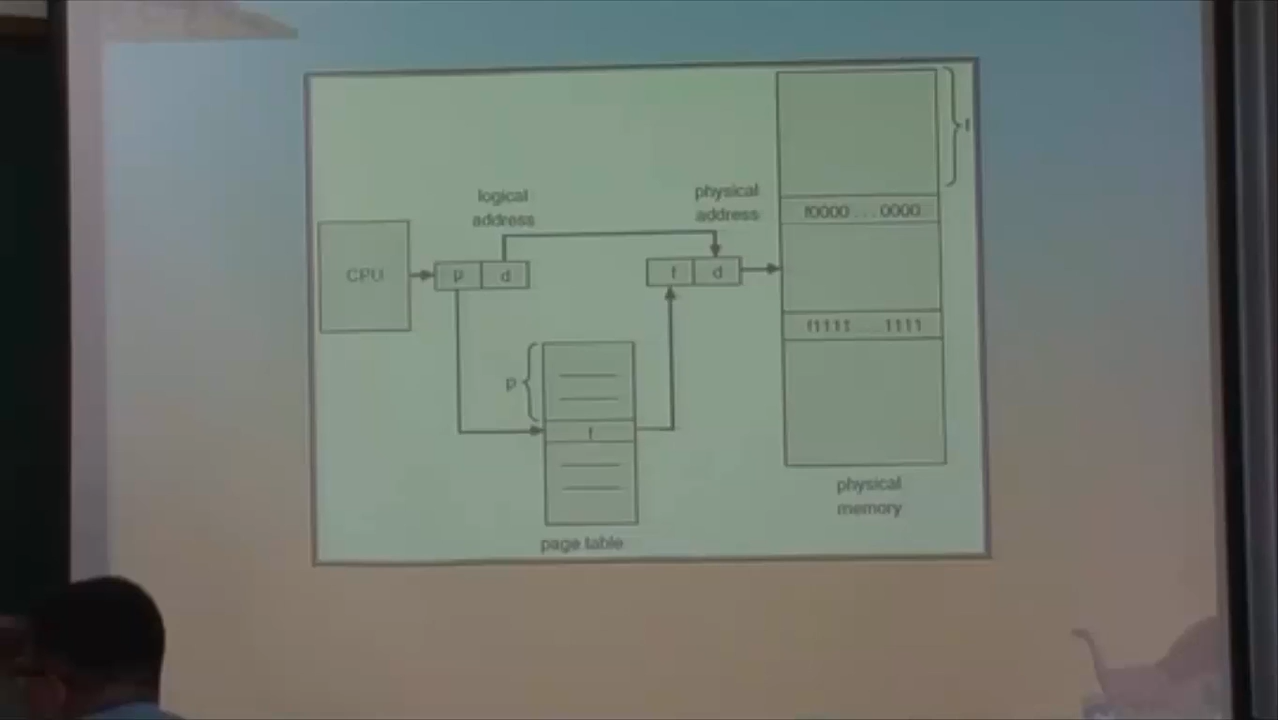 f
logical
address
physical
address
f0000 ... 0000
CPU
p d
f d
f1111 ... 1111
p
f
physical
memory
page table